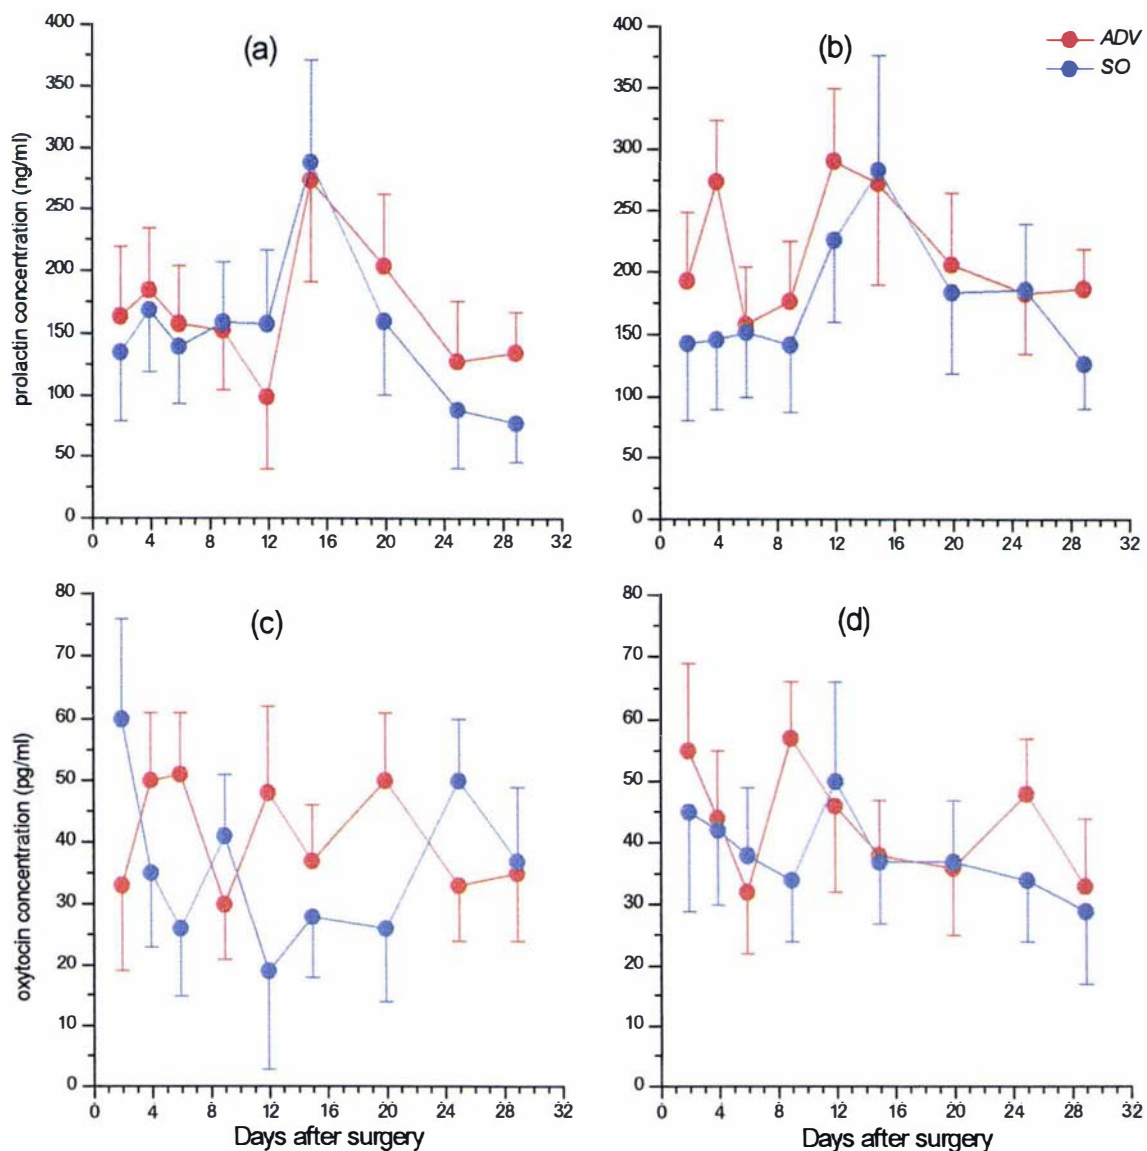 (a)
400
350
300
250
200
150
100
50
0
prolactin concentration (ng/ml)
0 4 8 12 16 20 24 28 32
(b)
ADV
SO
400
350
300
250
200
150
100
50
0
0 4 8 12 16 20 24 28 32
(c)
80
70
60
50
40
30
20
10
0
oxytocin concentration (pg/ml)
0 4 8 12 16 20 24 28 32
Days after surgery
(d)
80
70
60
50
40
30
20
10
0
0 4 8 12 16 20 24 28 32
Days after surgery